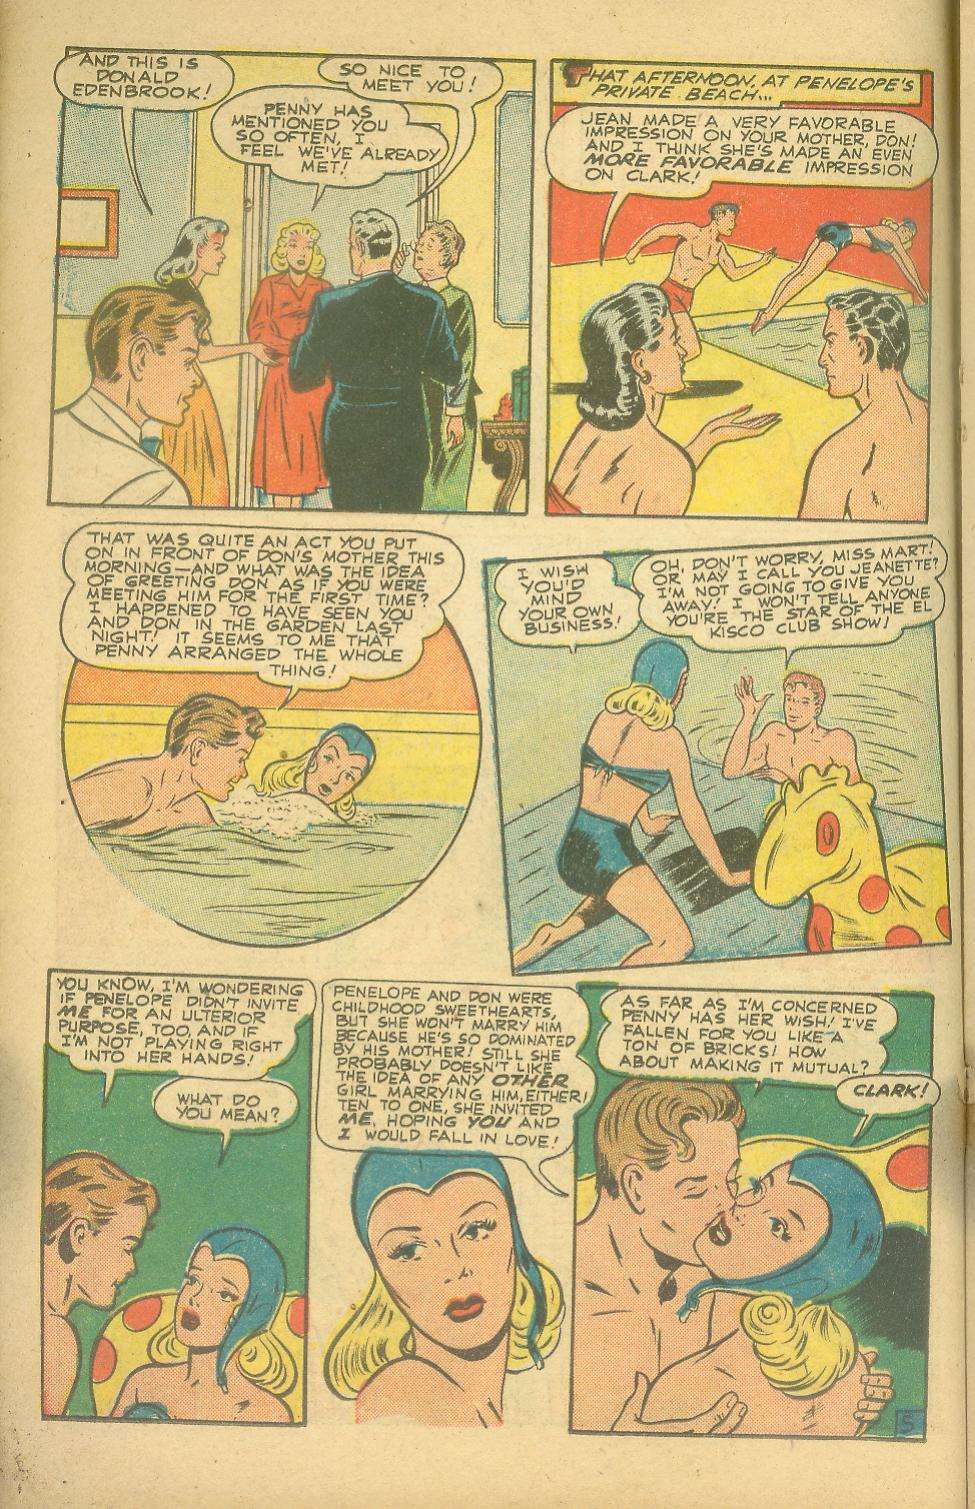 AND THIS IS
DONALD
EDENBROOK!
SO NICE TO
MEET YOU!
PENNY HAS
MENTIONED YOU
SO OFTEN, I
FEEL WE'VE ALREADY
MET!
THAT AFTERNOON, AT PENELOPE'S
PRIVATE BEACH...
JEAN MADE A VERY FAVORABLE
IMPRESSION ON YOUR MOTHER, DON!
AND I THINK SHE'S MADE AN EVEN
MORE FAVORABLE IMPRESSION
ON CLARK!
THAT WAS QUITE AN ACT YOU PUT
ON IN FRONT OF DON'S MOTHER THIS
MORNING—AND WHAT WAS THE IDEA
OF GREETING DON AS IF YOU WERE
MEETING HIM FOR THE FIRST TIME?
I HAPPENED TO HAVE SEEN YOU
AND DON IN THE GARDEN LAST
NIGHT! IT SEEMS TO ME THAT
PENNY ARRANGED THE WHOLE
THING!
I WISH
YOU'D
MIND
YOUR OWN
BUSINESS!
OH, DON'T WORRY, MISS MART!
OR MAY I CALL YOU JEANETTE?
I'M NOT GOING TO GIVE YOU
AWAY! I WON'T TELL ANYONE
YOU'RE THE STAR OF THE EL
KISCO CLUB SHOW!
YOU KNOW, I'M WONDERING
IF PENELOPE DIDN'T INVITE
ME FOR AN ULTERIOR
PURPOSE, TOO, AND IF
I'M NOT PLAYING RIGHT
INTO HER HANDS!
WHAT DO
YOU MEAN?
PENELOPE AND DON WERE
CHILDHOOD SWEETHEARTS,
BUT SHE WON'T MARRY HIM
BECAUSE HE'S SO DOMINATED
BY HIS MOTHER! STILL SHE
PROBABLY DOESN'T LIKE
THE IDEA OF ANY OTHER
GIRL MARRYING HIM, EITHER!
TEN TO ONE, SHE INVITED
ME, HOPING YOU AND
I WOULD FALL IN LOVE!
AS FAR AS I'M CONCERNED
PENNY HAS HER WISH! I'VE
FALLEN FOR YOU LIKE A
TON OF BRICKS! HOW
ABOUT MAKING IT MUTUAL?
CLARK!
5